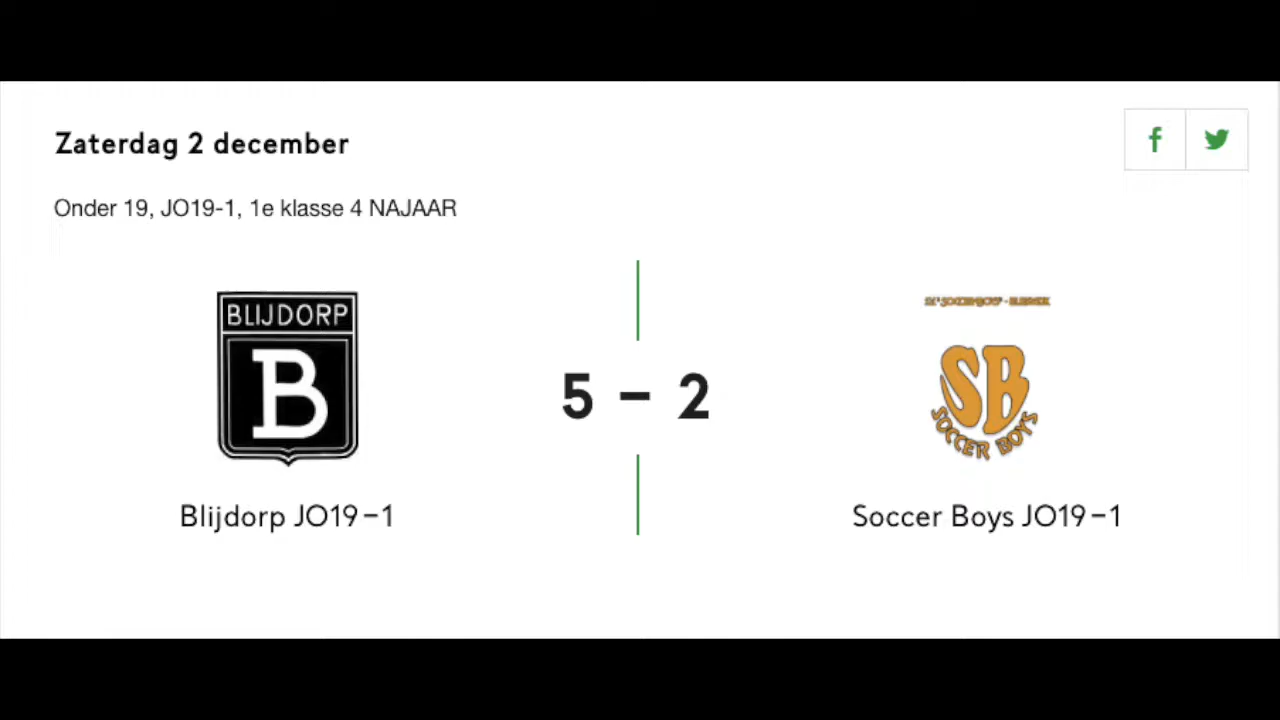 Zaterdag 2 december
Onder 19, JO19-1, 1e klasse 4 NAJAAR
BLIJDORP
B
5 – 2
SB
SOCCER BOYS
Blijdorp JO19-1
Soccer Boys JO19-1